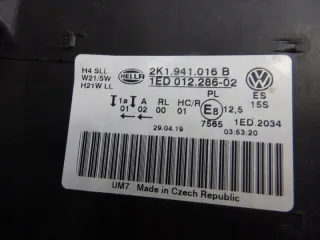 H4 SLL
W21/5W
H21W LL
HELLA
2K1.941.016 B
1ED 012.286-02
PL
ES
15S
1a A RL HC/R
01 02 00 01
E8
12,5
7565
1ED.2034
29.04.19
03:53:20
UM7 Made in Czech Republic